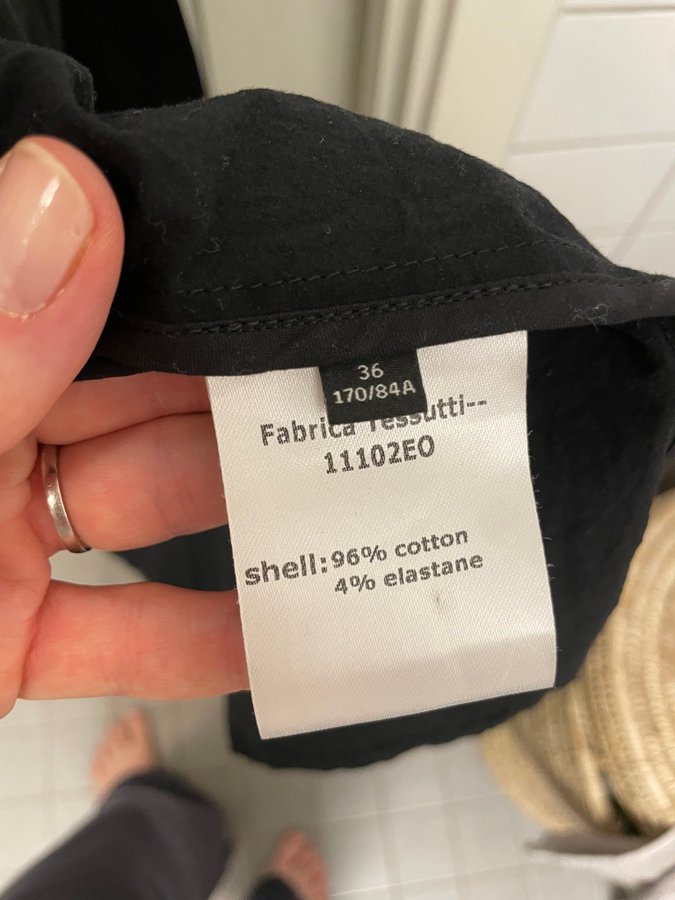 36
170/84A
Fabrica Tessutti--
11102EO
shell: 96% cotton
4% elastane